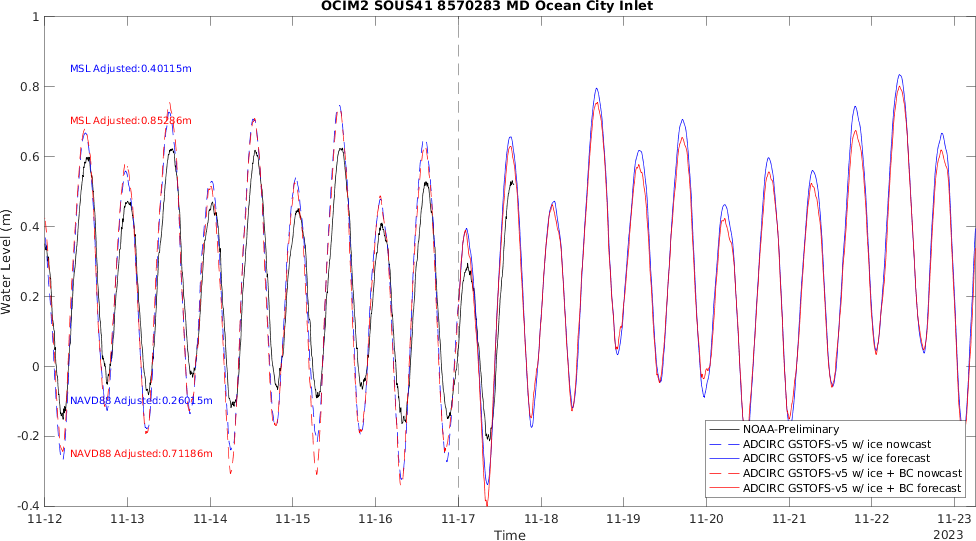 OCIM2 SOUS41 8570283 MD Ocean City Inlet
1
0.8
0.6
0.4
0.2
0
-0.2
-0.4
Water Level (m)
MSL Adjusted:0.40115m
MSL Adjusted:0.85286m
NAVD88 Adjusted:0.26015m
NAVD88 Adjusted:0.71186m
NOAA-Preliminary
ADCIRC GSTOFS-v5 w/ ice nowcast
ADCIRC GSTOFS-v5 w/ ice forecast
ADCIRC GSTOFS-v5 w/ ice + BC nowcast
ADCIRC GSTOFS-v5 w/ ice + BC forecast
11-12 11-13 11-14 11-15 11-16 11-17 11-18 11-19 11-20 11-21 11-22 11-23
Time
2023